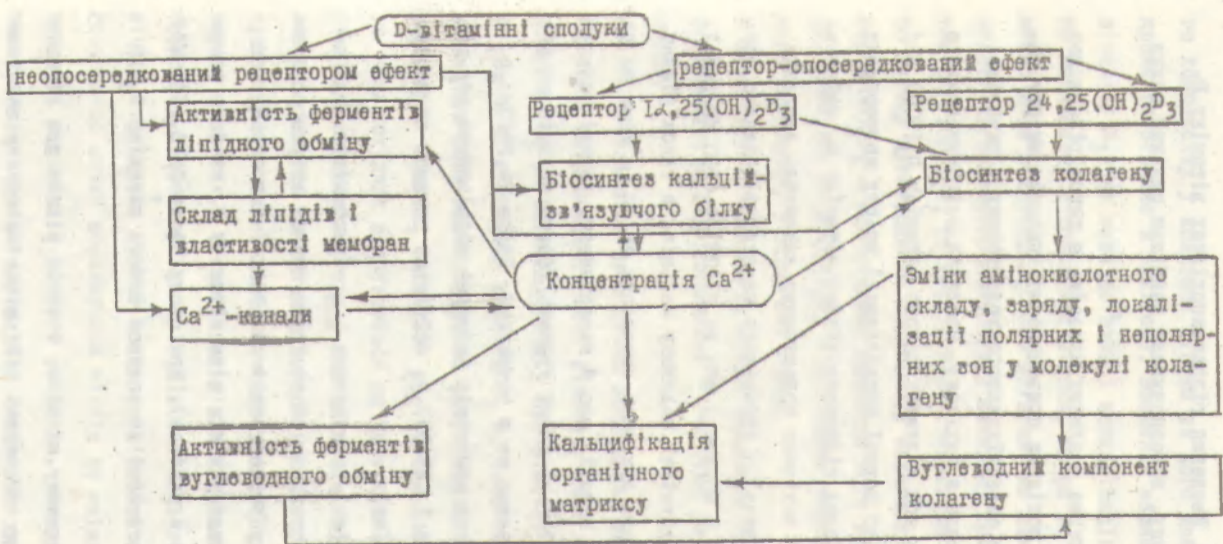 D-вітамінні сполуки
неопосередкований рецептором ефект
рецептор-опосередкований ефект
Рецептор 1α,25(OH)₂D₃
Рецептор 24,25(OH)₂D₃
Активність ферментів
ліпідного обміну
Біосинтез кальцій-
зв'язуючого білку
Біосинтез колагену
Склад ліпідів і
властивості мембран
Концентрація Ca²⁺
Ca²⁺-канали
Зміни амінокислотного
складу, заряду, локалі-
зації полярних і неполяр-
них зон у молекулі кола-
гену
Активність ферментів
вуглеводного обміну
Кальцифікація
органічного
матриксу
Вуглеводний компонент
колагену